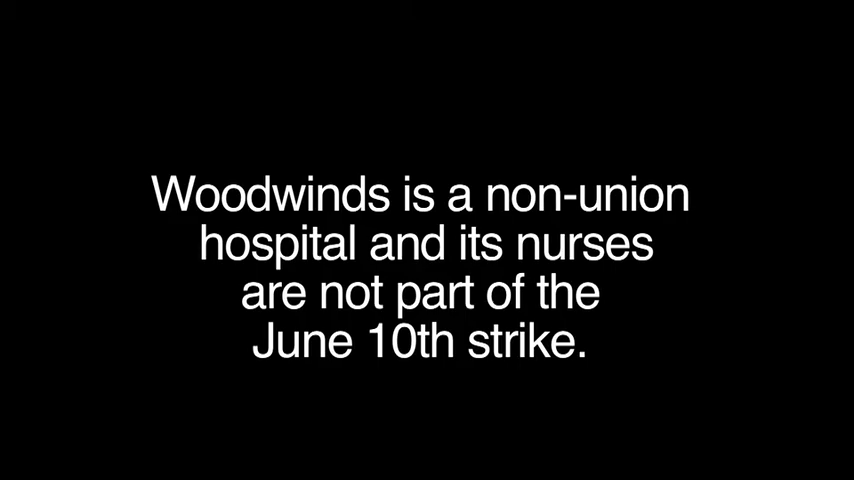 Woodwinds is a non-union
hospital and its nurses
are not part of the
June 10th strike.